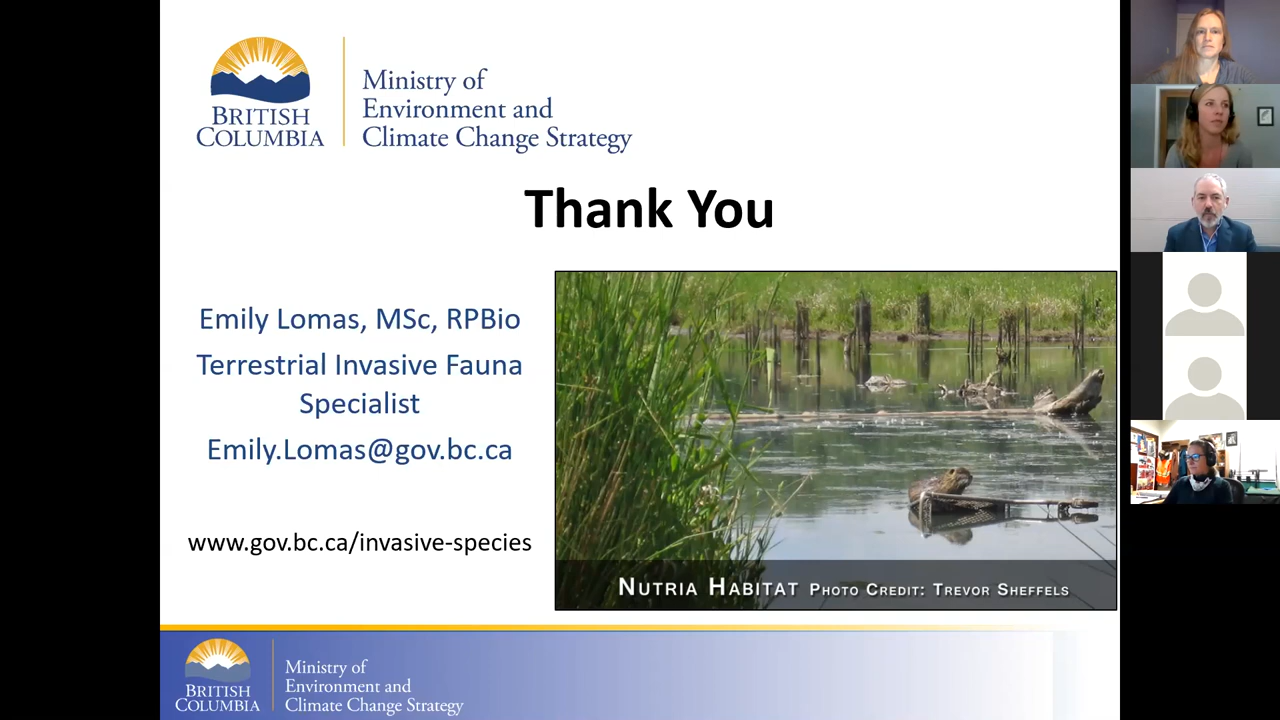 BRITISH
COLUMBIA
Ministry of
Environment and
Climate Change Strategy
Thank You
Emily Lomas, MSc, RPBio
Terrestrial Invasive Fauna
Specialist
Emily.Lomas@gov.bc.ca
www.gov.bc.ca/invasive-species
NUTRIA HABITAT PHOTO CREDIT: TREVOR SHEFFELS
BRITISH
COLUMBIA
Ministry of
Environment and
Climate Change Strategy